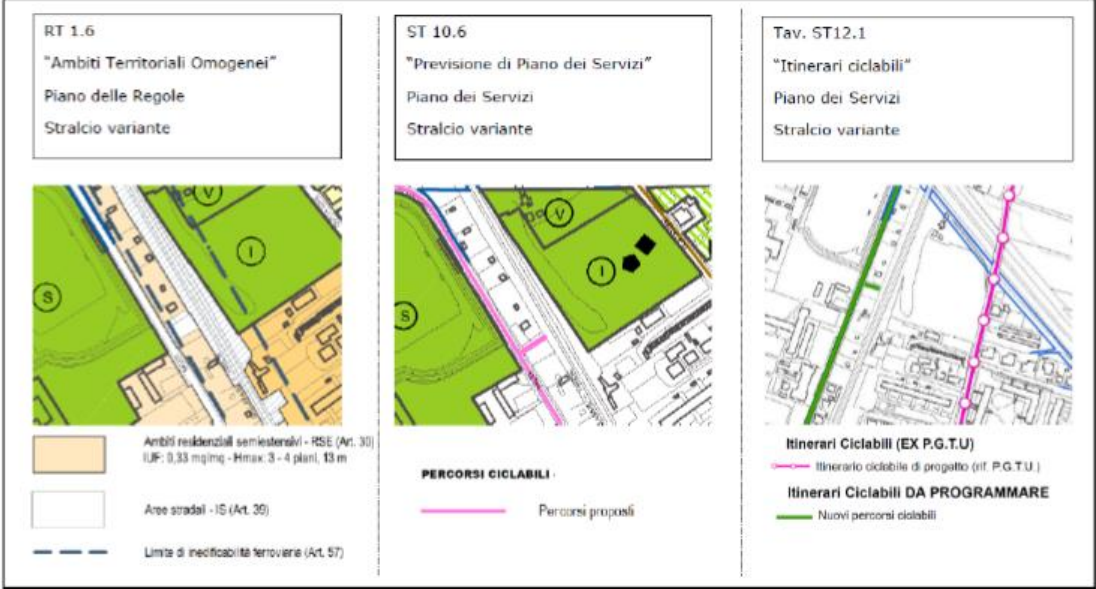 RT 1.6
"Ambiti Territoriali Omogenei"
Piano delle Regole
Stralcio variante
V
I
S
Ambiti residenziali semiestensivi - RSE (Art. 30)
IUF: 0,33 mq/mq - Hmax: 3 - 4 piani, 13 m
Aree stradali - IS (Art. 39)
Limite di inedificabilità ferroviaria (Art. 57)
ST 10.6
"Previsione di Piano dei Servizi"
Piano dei Servizi
Stralcio variante
V
I
S
PERCORSI CICLABILI
Percorsi proposti
Tav. ST12.1
"Itinerari ciclabili"
Piano dei Servizi
Stralcio variante
Itinerari Ciclabili (EX P.G.T.U)
Itinerario ciclabile di progetto (rif. P.G.T.U.)
Itinerari Ciclabili DA PROGRAMMARE
Nuovi percorsi ciclabili